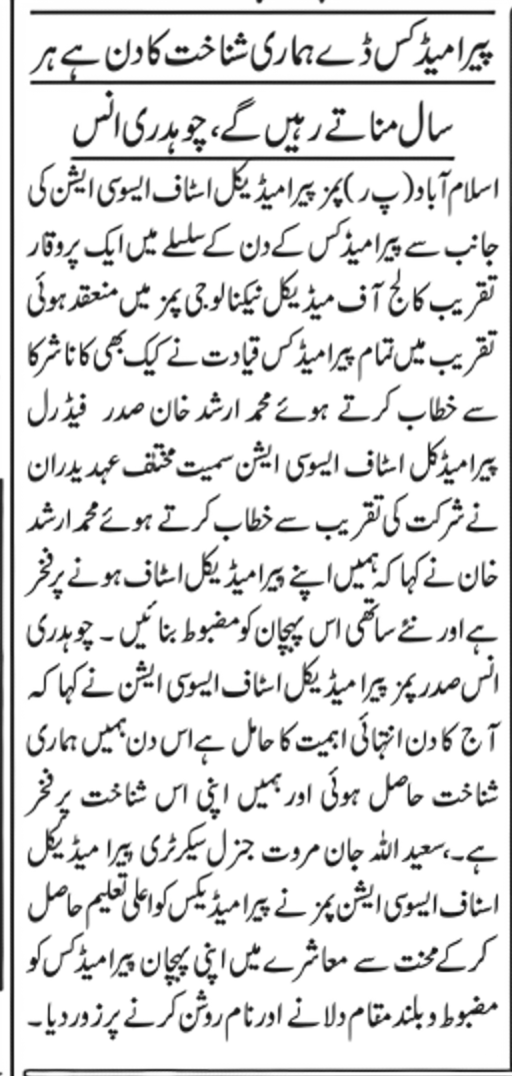 پیرامیڈکس ڈے ہماری شناخت کا دن ہے ہر
سال مناتے رہیں گے، چوہدری انس
اسلام آباد (پ ر) پمز پیرامیڈیکل اسٹاف ایسوسی ایشن کی
جانب سے پیرامیڈکس کے دن کے سلسلے میں ایک پروقار
تقریب کالج آف میڈیکل ٹیکنالوجی پمز میں منعقد ہوئی
تقریب میں تمام پیرامیڈکس قیادت نے کیک بھی کاٹا شرکا
سے خطاب کرتے ہوئے محمد ارشد خان صدر فیڈرل
پیرامیڈکل اسٹاف ایسوسی ایشن سمیت مختلف عہدیدران
نے شرکت کی تقریب سے خطاب کرتے ہوئے محمد ارشد
خان نے کہا کہ ہمیں اپنے پیرامیڈیکل اسٹاف ہونے پر فخر
ہے اور نئے ساتھی اس پہچان کو مضبوط بنائیں ۔ چوہدری
انس صدر پمز پیرامیڈیکل اسٹاف ایسوسی ایشن نے کہا کہ
آج کا دن انتہائی اہمیت کا حامل ہے اس دن ہمیں ہماری
شناخت حاصل ہوئی اور ہمیں اپنی اس شناخت پر فخر
ہے ۔،سعید اللہ جان مروت جنرل سیکرٹری پیرا میڈیکل
اسٹاف ایسوسی ایشن پمز نے پیرامیڈیکس کو اعلی تعلیم حاصل
کر کے محنت سے معاشرے میں اپنی پہچان پیرامیڈکس کو
مضبوط و بلند مقام دلانے اور نام روشن کرنے پر زور دیا ۔